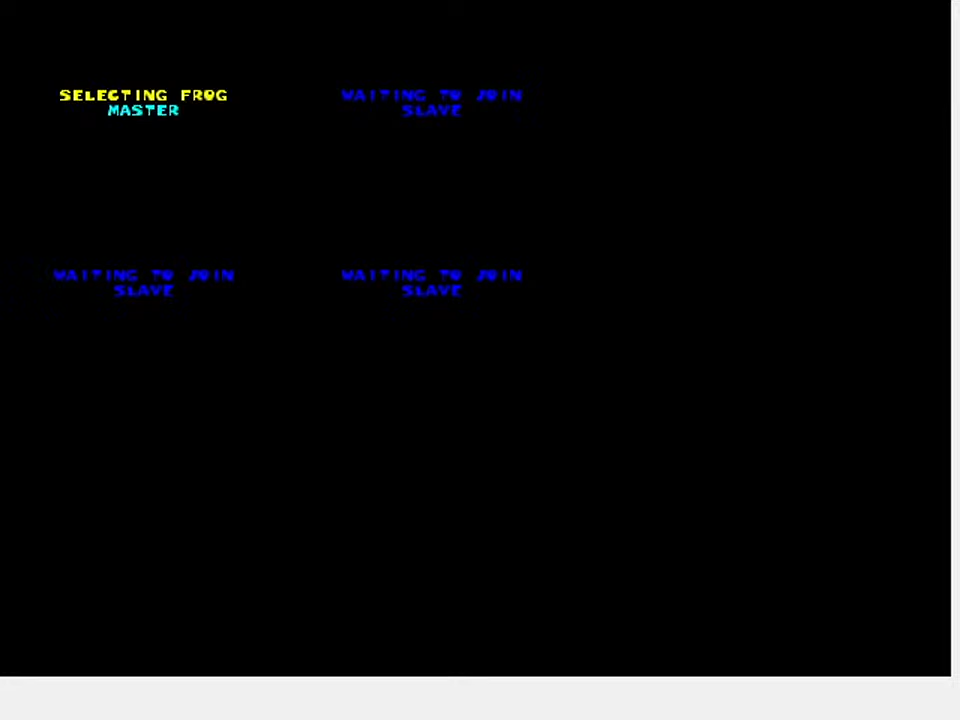 SELECTING FROG
MASTER
WAITING TO JOIN
SLAVE
WAITING TO JOIN
SLAVE
WAITING TO JOIN
SLAVE